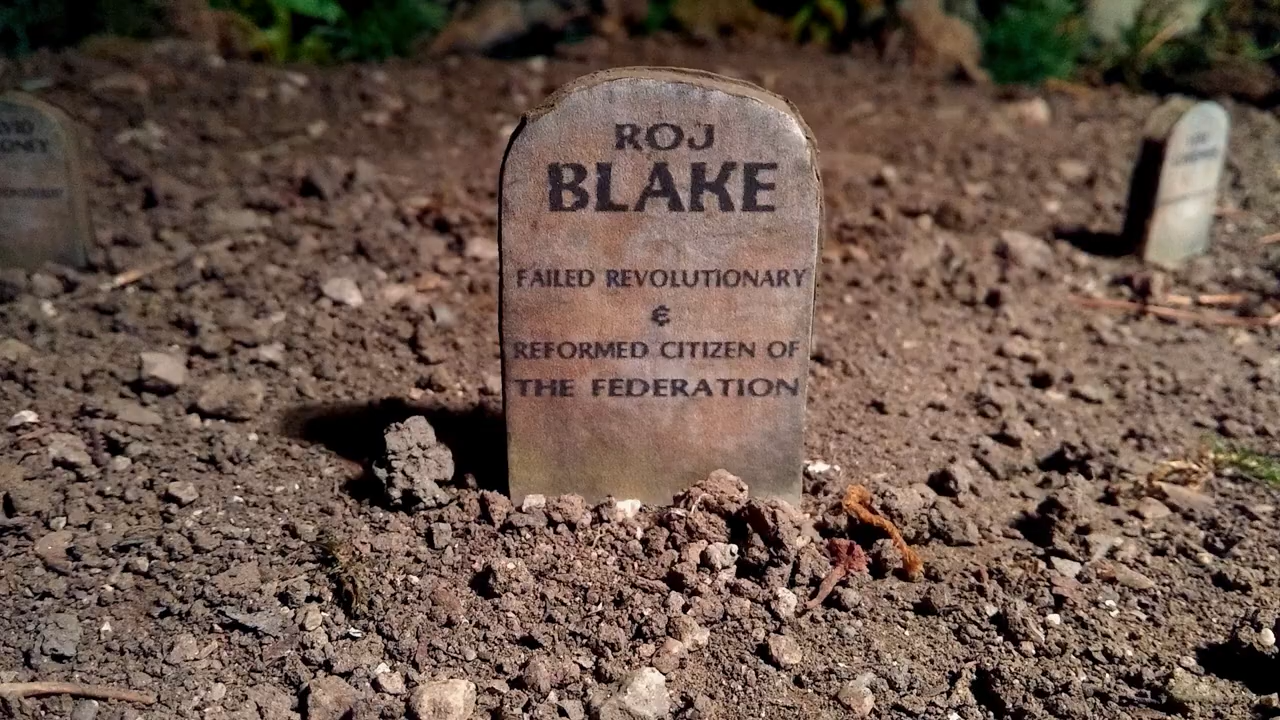 ROJ
BLAKE
FAILED REVOLUTIONARY
&
REFORMED CITIZEN OF
THE FEDERATION